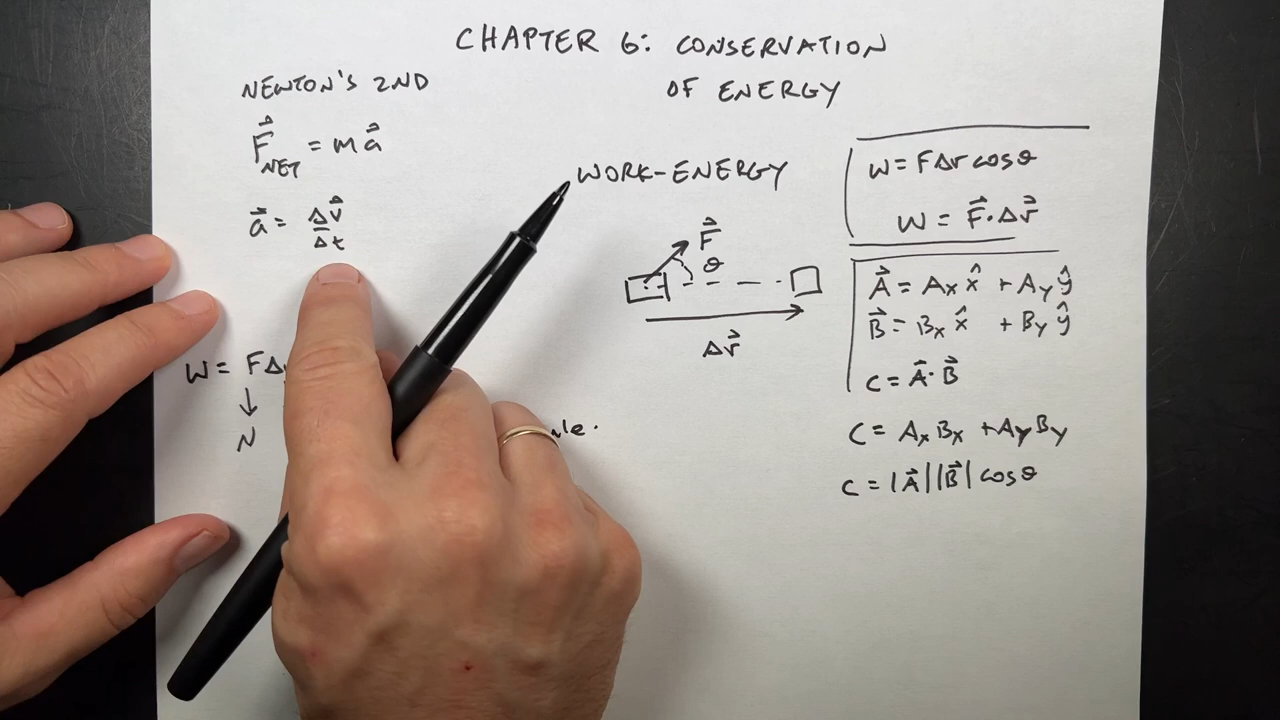 CHAPTER 6: CONSERVATION
OF ENERGY
NEWTON'S 2ND
F⃗NET = ma⃗
a⃗ = Δv⃗/Δt
W = FΔ
↓
N
WORK-ENERGY
F⃗
θ
Δr⃗
W = FΔr cosθ
W = F⃗·Δr⃗
A⃗ = Ax x̂ + Ay ŷ
B⃗ = Bx x̂ + By ŷ
C = A⃗·B⃗
C = AxBx + AyBy
C = |A⃗||B⃗| cosθ